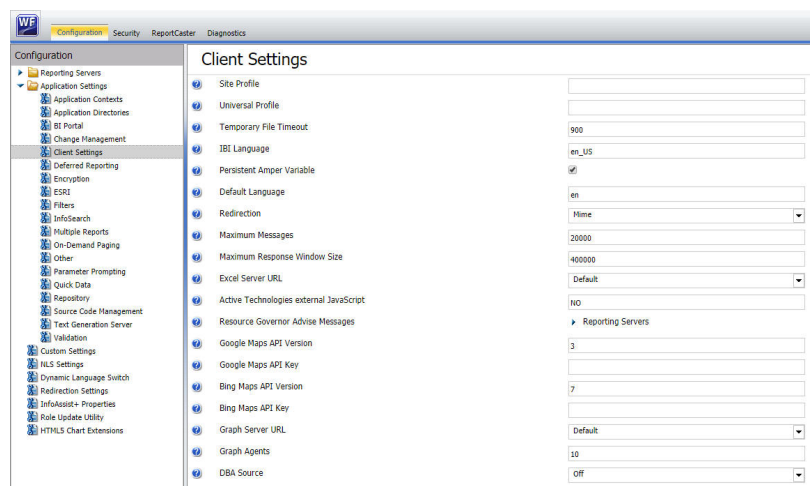 WF
Configuration Security ReportCaster Diagnostics
Configuration
Reporting Servers
Application Settings
Application Contexts
Application Directories
BI Portal
Change Management
Client Settings
Deferred Reporting
Encryption
ESRI
Filters
InfoSearch
Multiple Reports
On-Demand Paging
Other
Parameter Prompting
Quick Data
Repository
Source Code Management
Text Generation Server
Validation
Custom Settings
NLS Settings
Dynamic Language Switch
Redirection Settings
InfoAssist+ Properties
Role Update Utility
HTML5 Chart Extensions
Client Settings
Site Profile
Universal Profile
Temporary File Timeout 900
IBI Language en_US
Persistent Amper Variable
Default Language en
Redirection Mime
Maximum Messages 20000
Maximum Response Window Size 400000
Excel Server URL Default
Active Technologies external JavaScript NO
Resource Governor Advise Messages Reporting Servers
Google Maps API Version 3
Google Maps API Key
Bing Maps API Version 7
Bing Maps API Key
Graph Server URL Default
Graph Agents 10
DBA Source Off